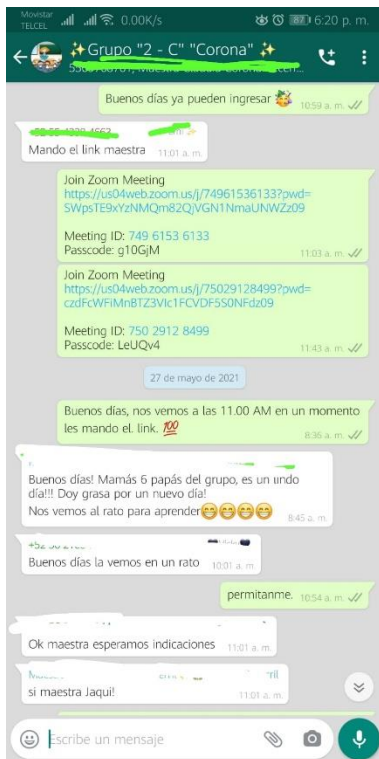 Movistar
TELCEL
0.00K/s
87
6:20 p. m.
✨Grupo "2 - C" "Corona"✨
Buenos días ya pueden ingresar
10:59 a. m.
Mando el link maestra
11:01 a. m.
Join Zoom Meeting
https://us04web.zoom.us/j/74961536133?pwd=
SWpsTE9xYzNMQm82QjVGN1NmaUNWZz09
Meeting ID: 749 6153 6133
Passcode: g10GjM
11:03 a. m.
Join Zoom Meeting
https://us04web.zoom.us/j/75029128499?pwd=
czdFcWFiMnBTZ3VIc1FCVDF5S0NFdz09
Meeting ID: 750 2912 8499
Passcode: LeUQv4
11:43 a. m.
27 de mayo de 2021
Buenos días, nos vemos a las 11.00 AM en un momento
les mando el. link. 💯
8:36 a. m.
Buenos días! Mamás 6 papás del grupo, es un undo
día!!! Doy grasa por un nuevo día!
Nos vemos al rato para aprender😁😁😁😁
8:45 a. m.
Buenos días la vemos en un rato
10:01 a. m.
permitanme.
10:54 a. m.
Ok maestra esperamos indicaciones
11:01 a. m.
si maestra Jaqui!
11:01 a. m.
Escribe un mensaje